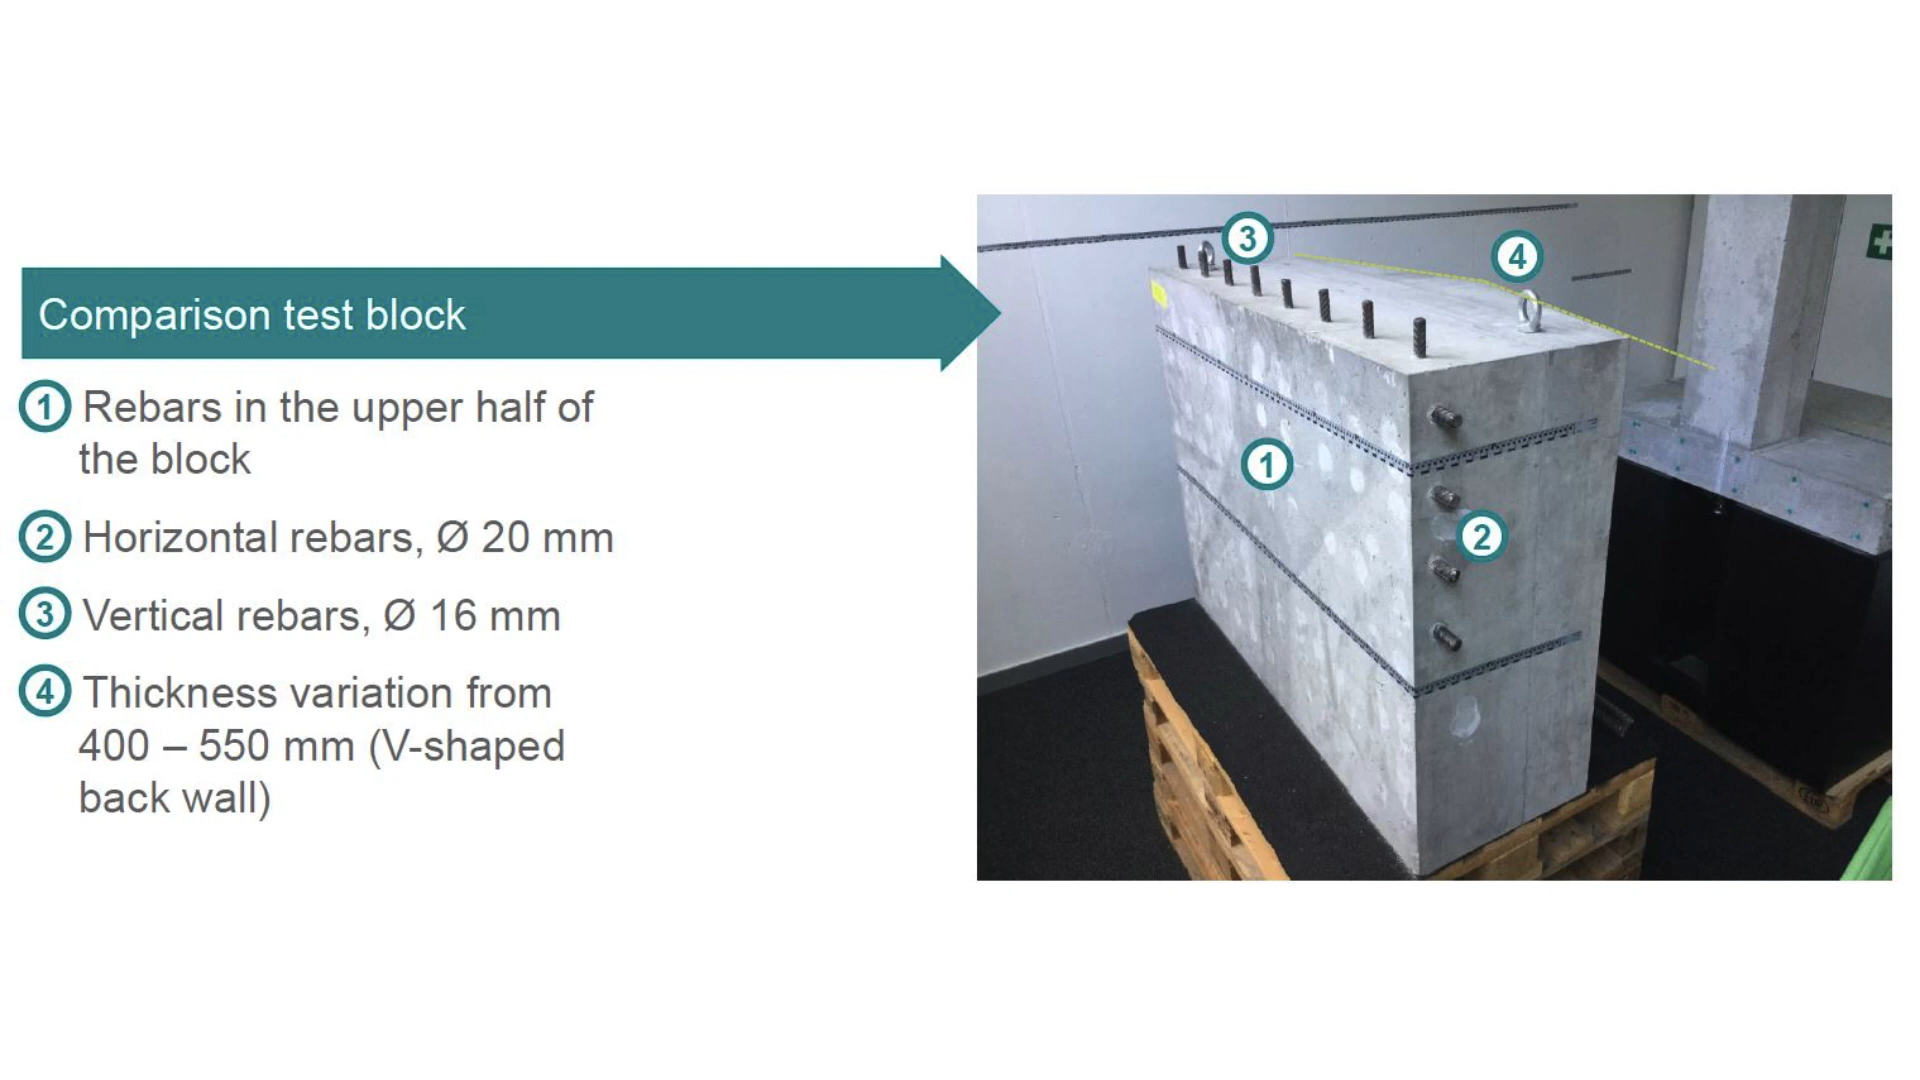 Comparison test block
1 Rebars in the upper half of
the block
2 Horizontal rebars, Ø 20 mm
3 Vertical rebars, Ø 16 mm
4 Thickness variation from
400 – 550 mm (V-shaped
back wall)
3
4
1
2